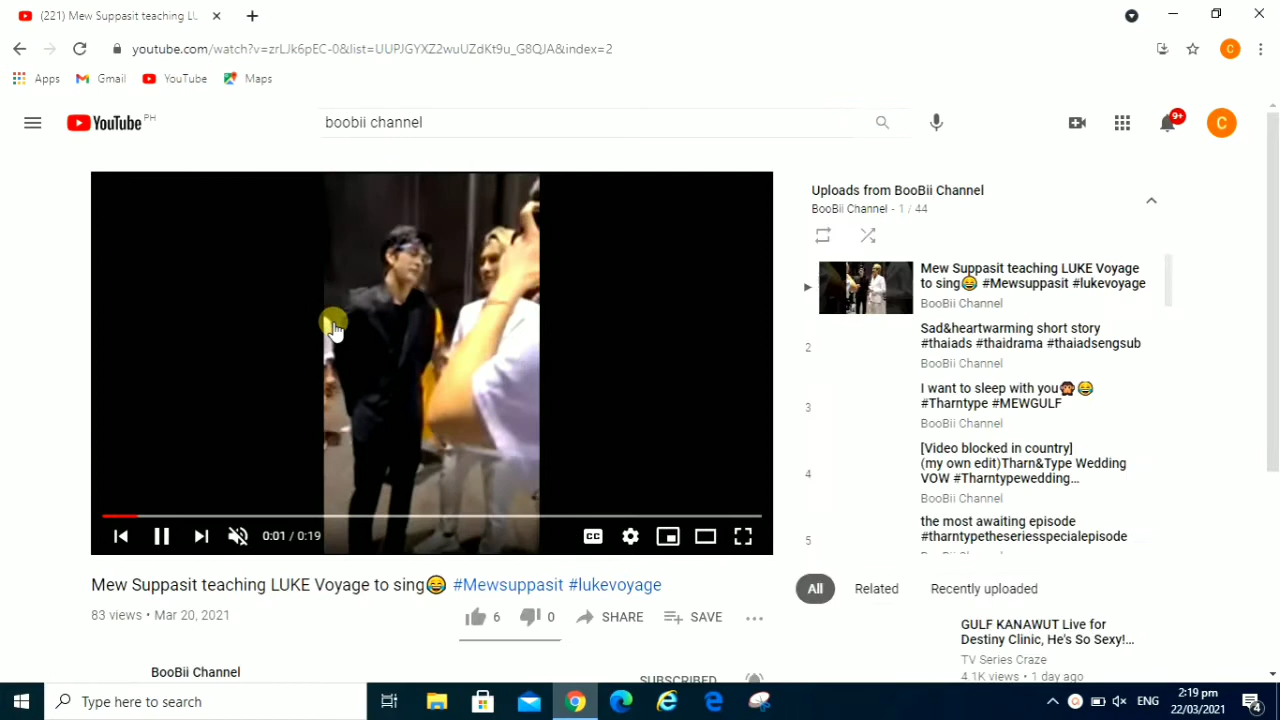 (221) Mew Suppasit teaching LU
youtube.com/watch?v=zrLJk6pEC-0&list=UUPJGYXZ2wuUZdKt9u_G8QJA&index=2
Apps Gmail YouTube Maps
YouTube PH
boobii channel
9+
C
C
Uploads from BooBii Channel
BooBii Channel - 1 / 44
Mew Suppasit teaching LUKE Voyage
to sing😂 #Mewsuppasit #lukevoyage
BooBii Channel
2
Sad&heartwarming short story
#thaiads #thaidrama #thaiadsengsub
BooBii Channel
3
I want to sleep with you🙊😂
#Tharntype #MEWGULF
BooBii Channel
4
[Video blocked in country]
(my own edit)Tharn&Type Wedding
VOW #Tharntypewedding...
BooBii Channel
5
the most awaiting episode
#tharntypetheseriesspecialepisode
BooBii Channel
0:01 / 0:19
CC
Mew Suppasit teaching LUKE Voyage to sing😂 #Mewsuppasit #lukevoyage
83 views • Mar 20, 2021
6 0 SHARE SAVE
BooBii Channel
SUBSCRIBED
All Related Recently uploaded
GULF KANAWUT Live for
Destiny Clinic, He's So Sexy!...
TV Series Craze
4.1K views • 1 day ago
Type here to search
ENG
2:19 pm
22/03/2021
4